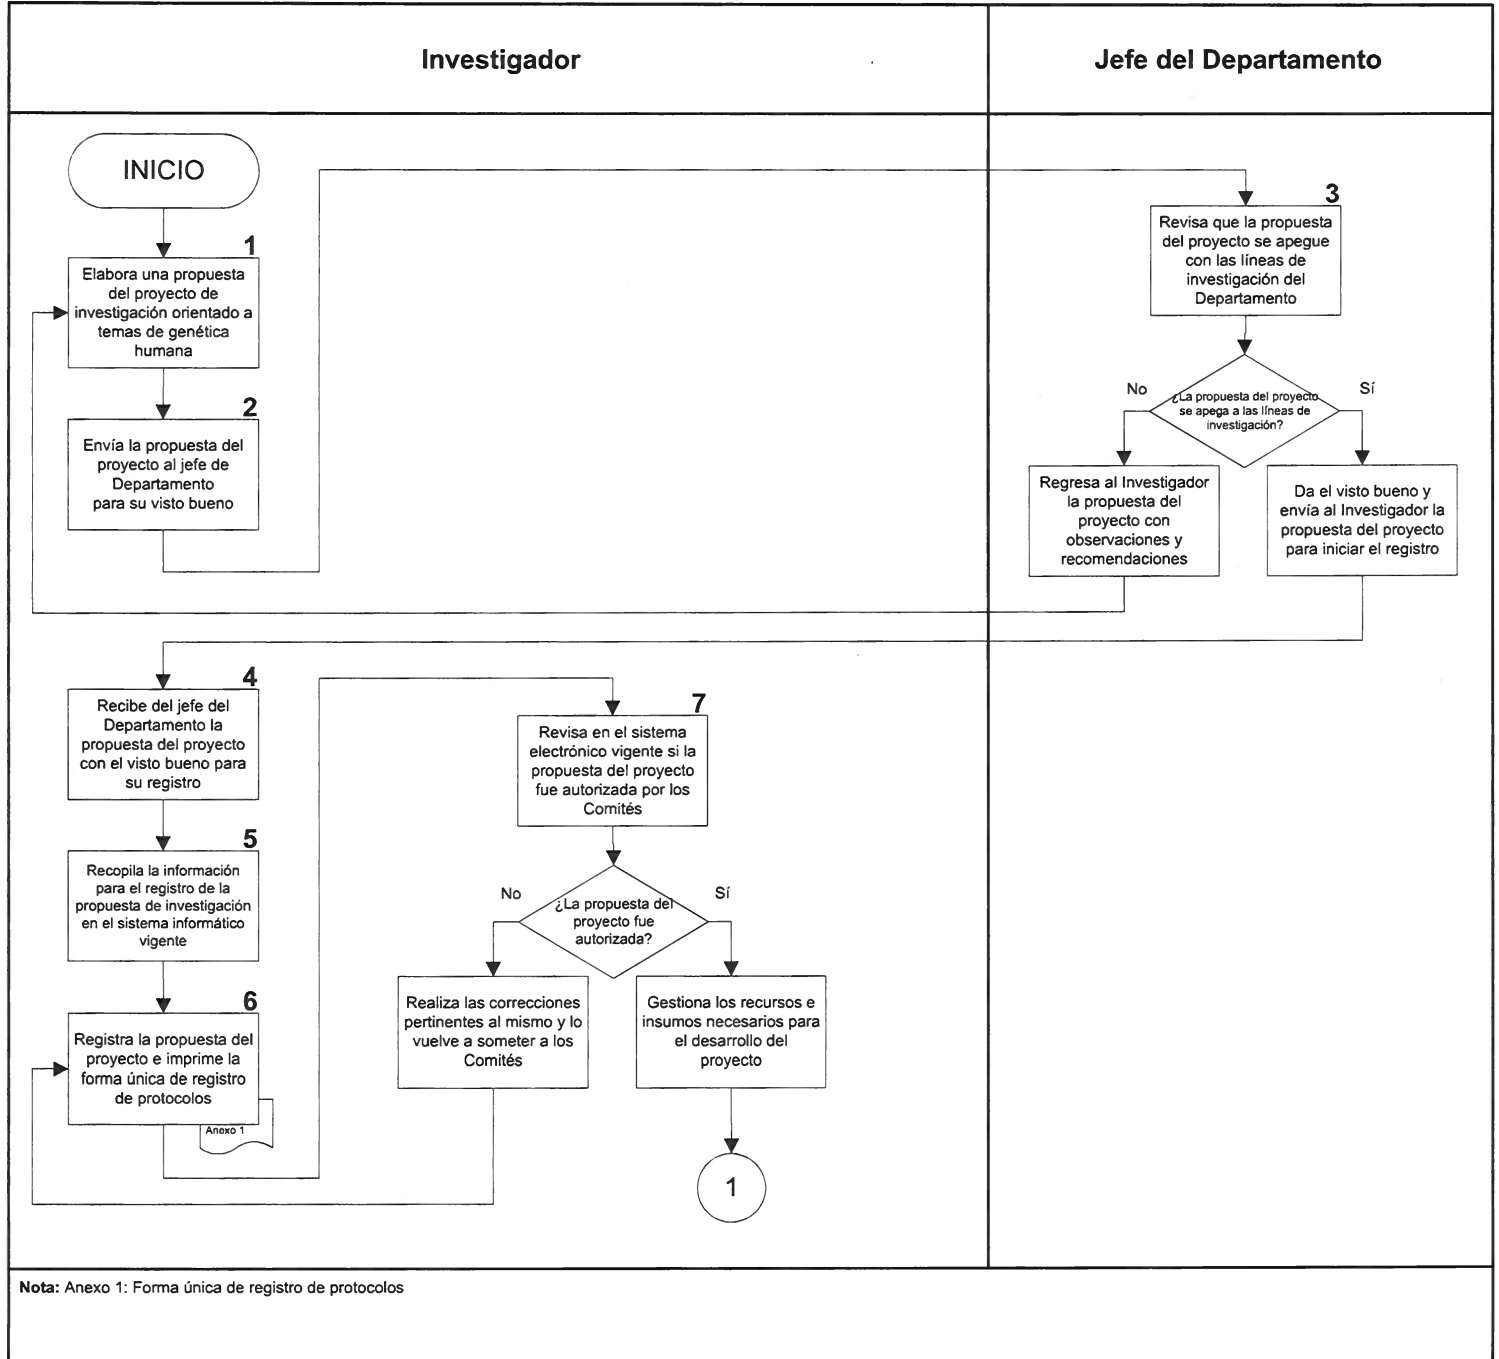 Investigador
Jefe del Departamento
INICIO
1
Elabora una propuesta
del proyecto de
investigación orientado a
temas de genética
humana
2
Envía la propuesta del
proyecto al jefe de
Departamento
para su visto bueno
3
Revisa que la propuesta
del proyecto se apegue
con las líneas de
investigación del
Departamento
No
Sí
¿La propuesta del proyecto
se apega a las líneas de
investigación?
Regresa al Investigador
la propuesta del
proyecto con
observaciones y
recomendaciones
Da el visto bueno y
envía al Investigador la
propuesta del proyecto
para iniciar el registro
4
Recibe del jefe del
Departamento la
propuesta del proyecto
con el visto bueno para
su registro
5
Recopila la información
para el registro de la
propuesta de investigación
en el sistema informático
vigente
6
Registra la propuesta del
proyecto e imprime la
forma única de registro
de protocolos
Anexo 1
7
Revisa en el sistema
electrónico vigente si la
propuesta del proyecto
fue autorizada por los
Comités
No
Sí
¿La propuesta del
proyecto fue
autorizada?
Realiza las correcciones
pertinentes al mismo y lo
vuelve a someter a los
Comités
Gestiona los recursos e
insumos necesarios para
el desarrollo del
proyecto
1
Nota: Anexo 1: Forma única de registro de protocolos